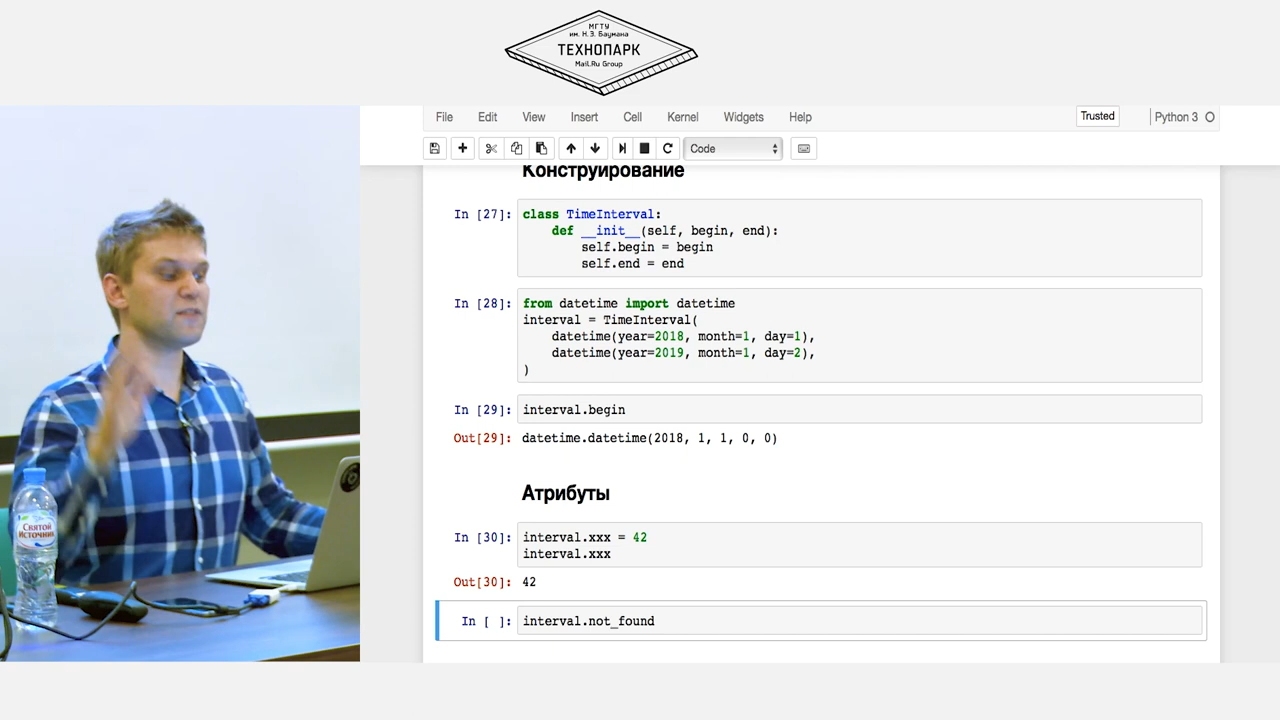 МГТУ
им. Н.Э. Баумана
ТЕХНОПАРК
Mail.Ru Group
File Edit View Insert Cell Kernel Widgets Help Trusted Python 3
Code
Конструирование
In [27]: class TimeInterval:
def __init__(self, begin, end):
self.begin = begin
self.end = end
In [28]: from datetime import datetime
interval = TimeInterval(
datetime(year=2018, month=1, day=1),
datetime(year=2019, month=1, day=2),
)
In [29]: interval.begin
Out[29]: datetime.datetime(2018, 1, 1, 0, 0)
Атрибуты
In [30]: interval.xxx = 42
interval.xxx
Out[30]: 42
In [ ]: interval.not_found
СВЯТОЙ
ИСТОЧНИК